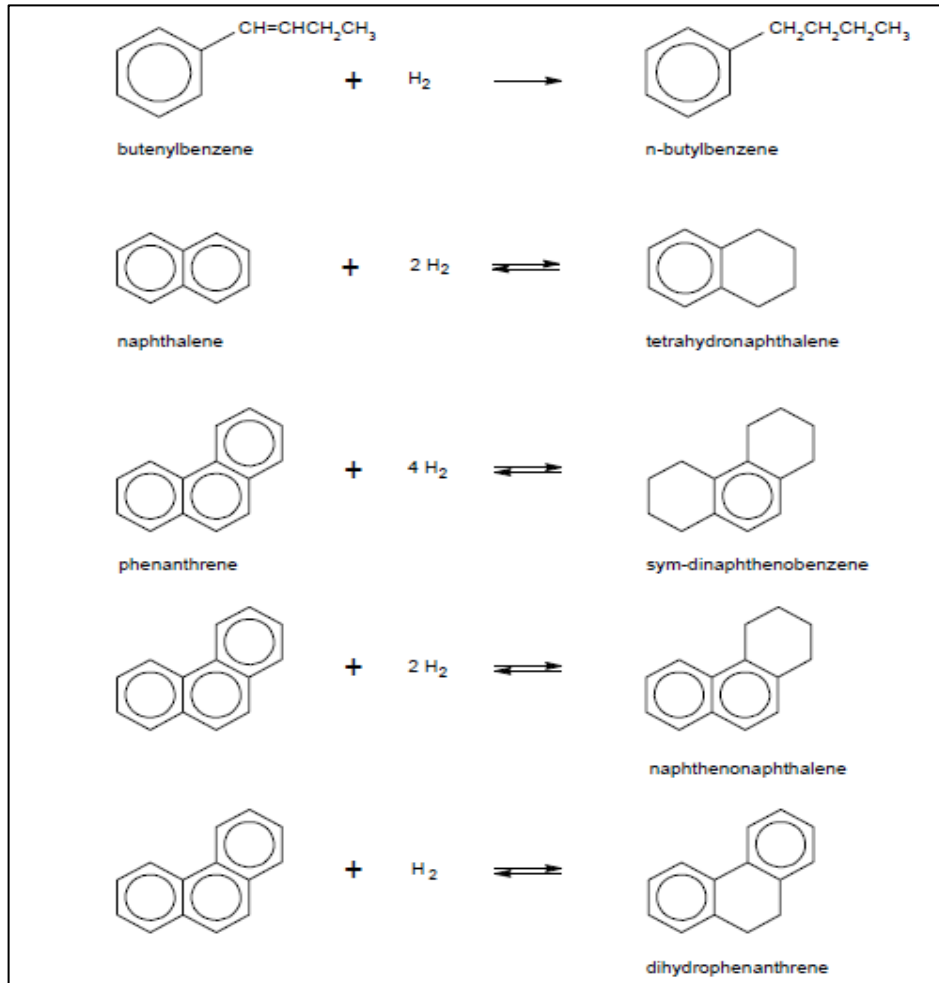 CH=CHCH₂CH₃ CH₂CH₂CH₂CH₃
+ H₂
butenylbenzene n-butylbenzene
+ 2 H₂
naphthalene tetrahydronaphthalene
+ 4 H₂
phenanthrene sym-dinaphthenobenzene
+ 2 H₂
naphthenonaphthalene
+ H₂
dihydrophenanthrene